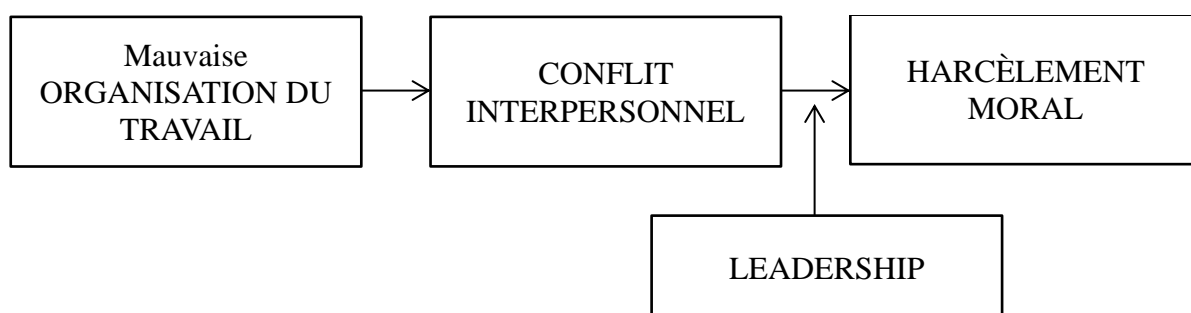 Mauvaise
ORGANISATION DU
TRAVAIL
CONFLIT
INTERPERSONNEL
HARCÈLEMENT
MORAL
LEADERSHIP